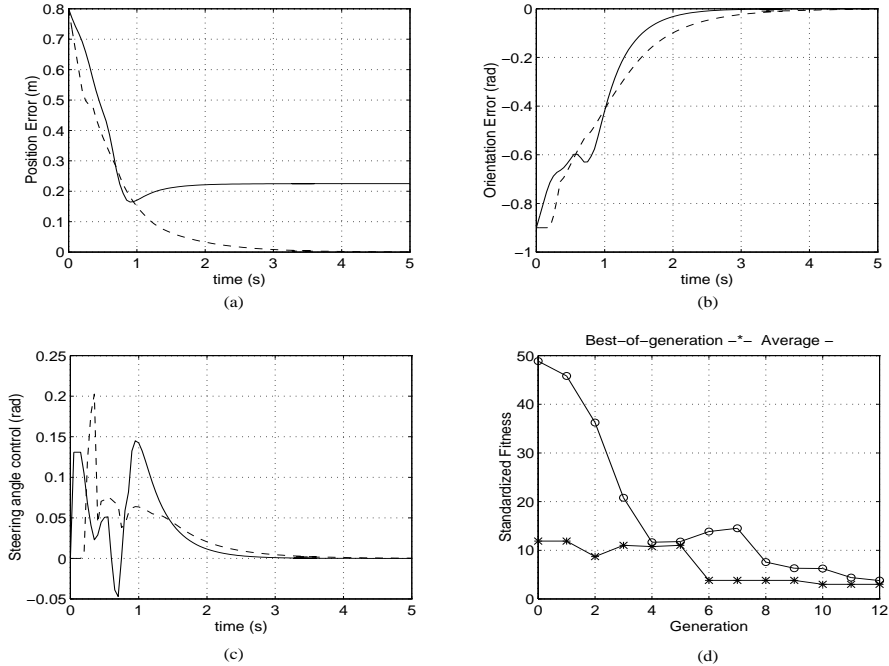 0.8
0.7
0.6
0.5
0.4
0.3
0.2
0.1
0
Position Error (m)
0 1 2 3 4 5
time (s)
(a)
0
−0.2
−0.4
−0.6
−0.8
−1
Orientation Error (rad)
0 1 2 3 4 5
time (s)
(b)
0.25
0.2
0.15
0.1
0.05
0
−0.05
Steering angle control (rad)
0 1 2 3 4 5
time (s)
(c)
Best−of−generation −*− Average −
50
40
30
20
10
0
Standardized Fitness
0 2 4 6 8 10 12
Generation
(d)